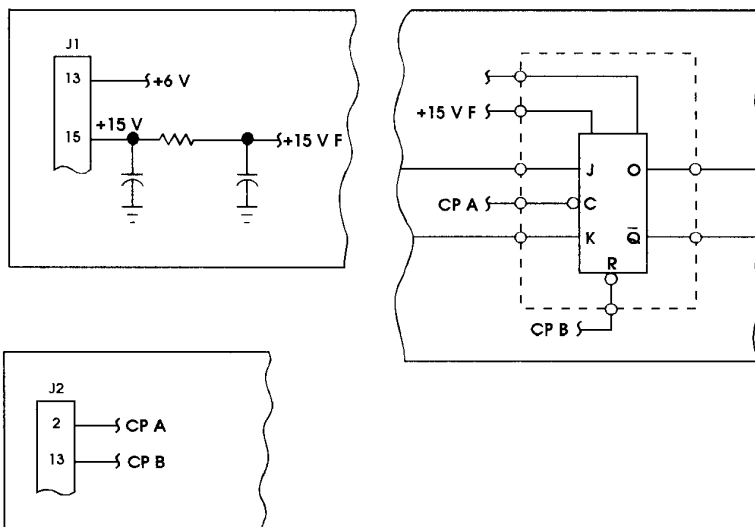 J1
13
+6 V
15
+15 V
+15 V F
+15 V F
J
O
CP A
C
K
Q̅
R
CP B
J2
2
CP A
13
CP B